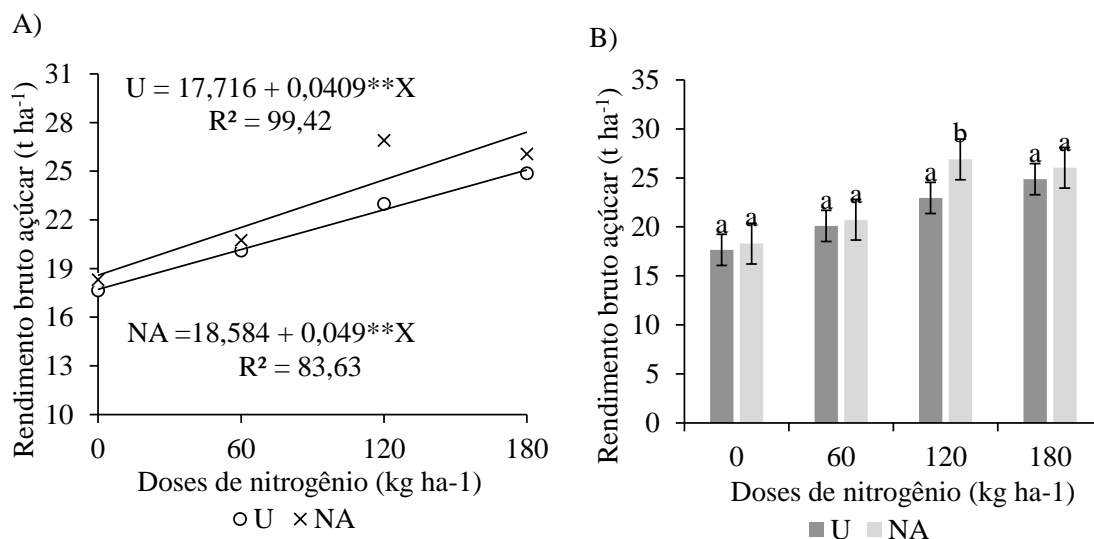 A)
Rendimento bruto açúcar (t ha-1)
31
28
25
22
19
16
13
10
U = 17,716 + 0,0409**X
R² = 99,42
NA =18,584 + 0,049**X
R² = 83,63
0 60 120 180
Doses de nitrogênio (kg ha-1)
U NA
B)
Rendimento bruto açúcar (t ha-1)
35
30
25
20
15
10
5
0
a a a a a b a a
0 60 120 180
Doses de nitrogênio (kg ha-1)
U NA